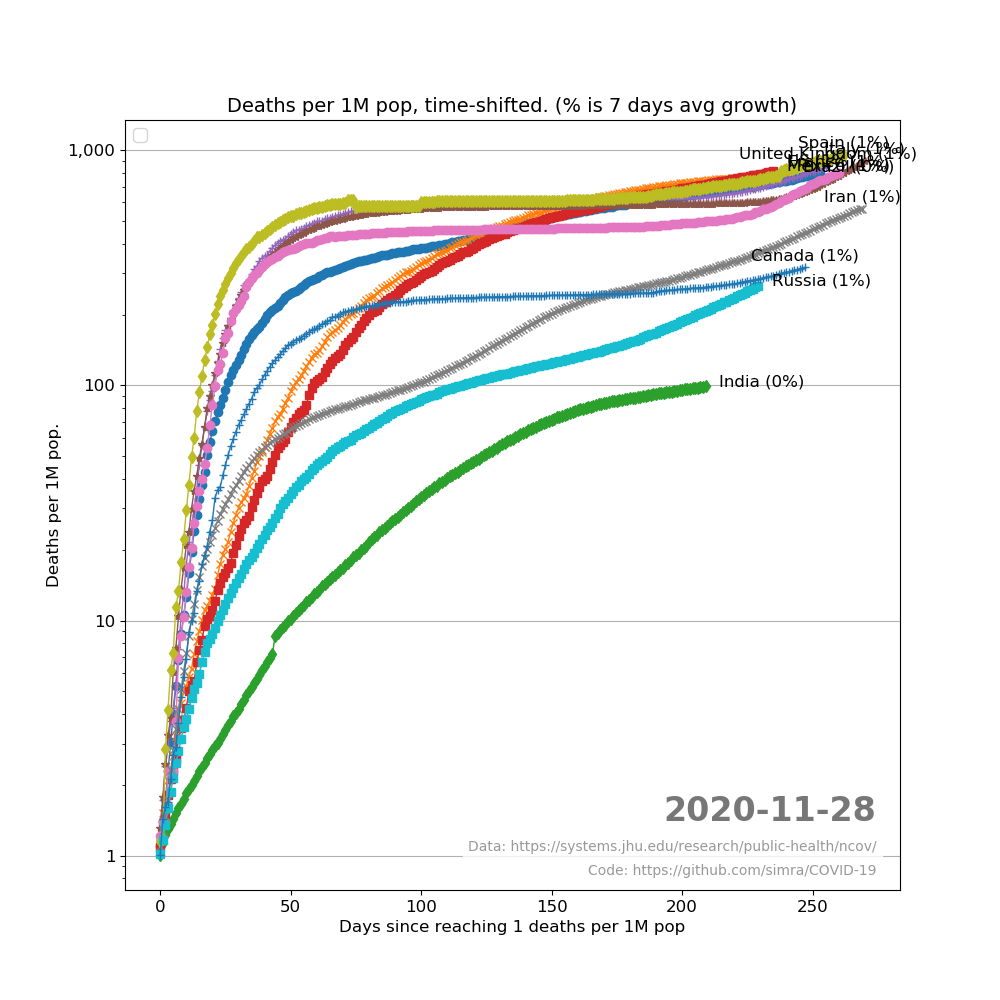 Deaths per 1M pop, time-shifted. (% is 7 days avg growth)
1,000
100
10
1
Deaths per 1M pop.
Spain (1%)
United Kingdom (1%)
Iran (1%)
Canada (1%)
Russia (1%)
India (0%)
2020-11-28
Data: https://systems.jhu.edu/research/public-health/ncov/
Code: https://github.com/simra/COVID-19
0
50
100
150
200
250
Days since reaching 1 deaths per 1M pop